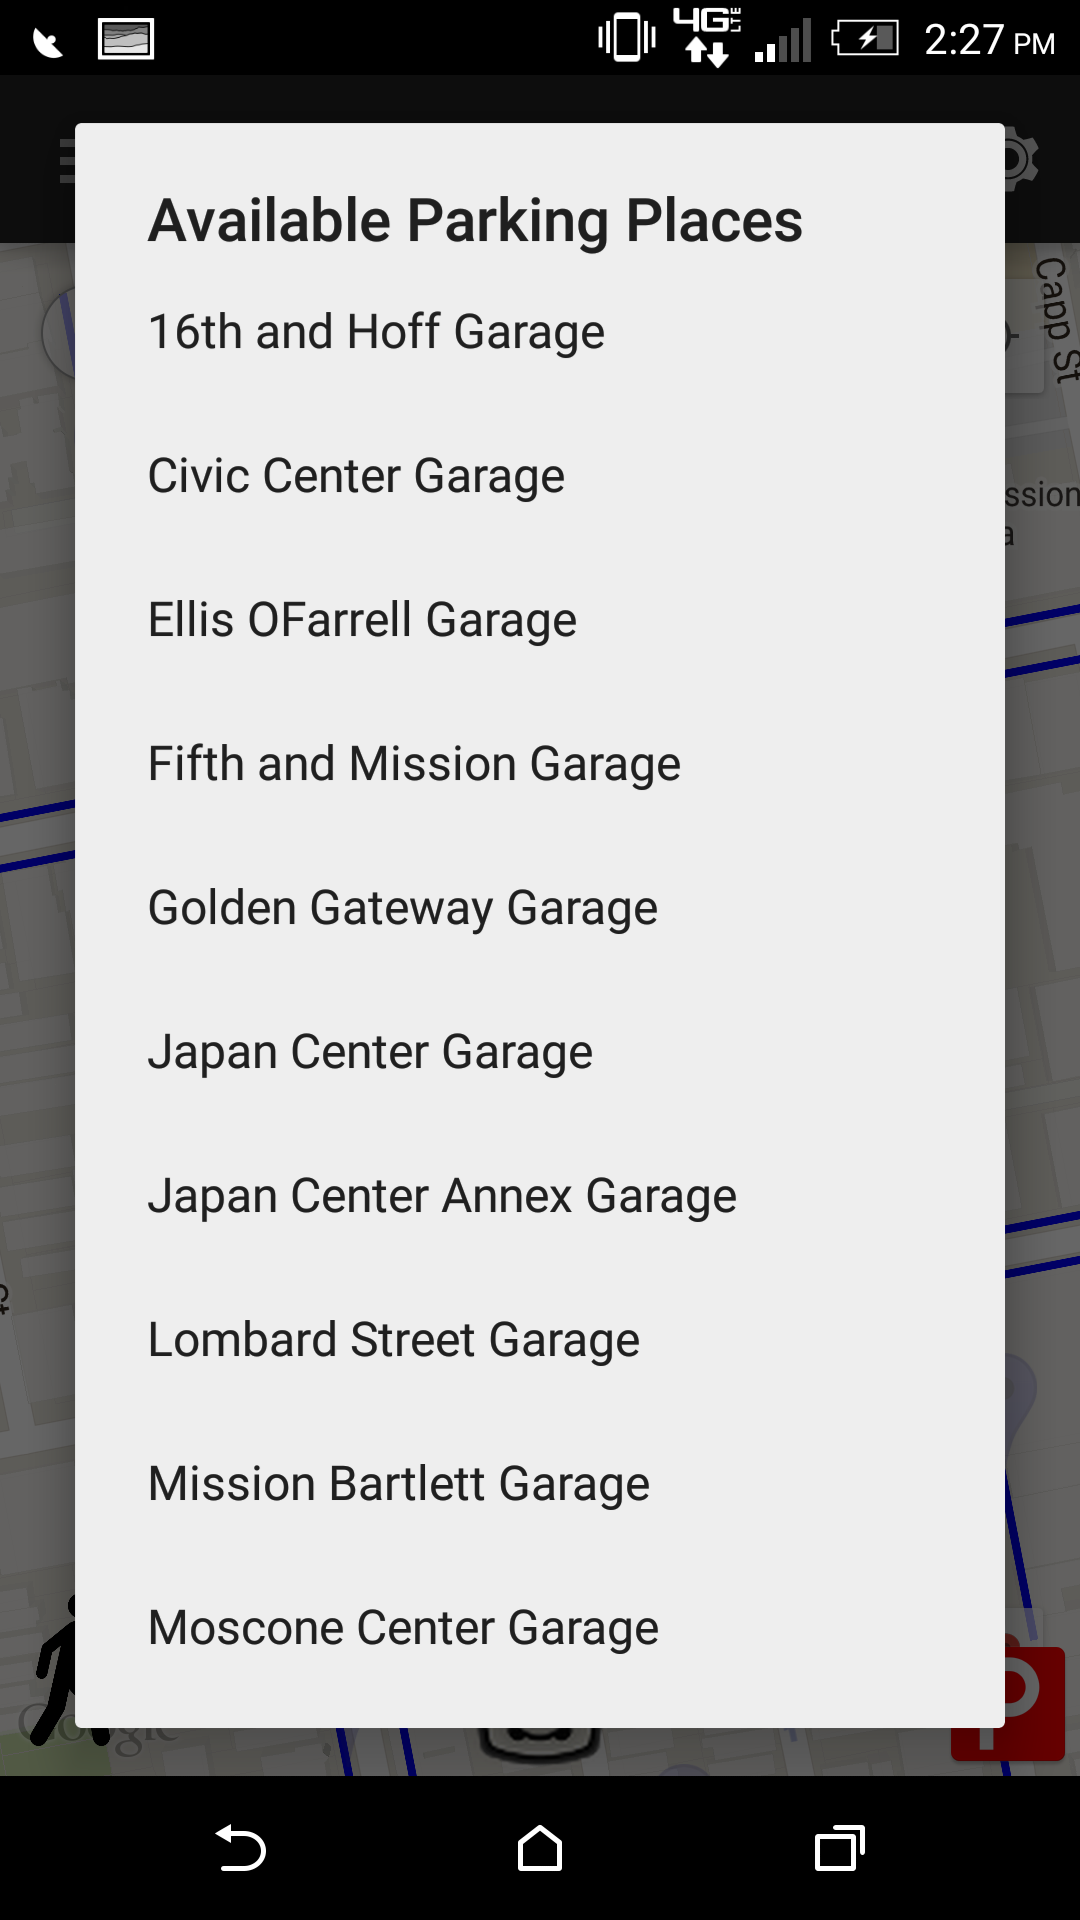 4G LTE 2:27 PM
Available Parking Places
16th and Hoff Garage
Capp St
Civic Center Garage
ssion
a
Ellis OFarrell Garage
Fifth and Mission Garage
Golden Gateway Garage
Japan Center Garage
Japan Center Annex Garage
Lombard Street Garage
Mission Bartlett Garage
Moscone Center Garage
Google
P